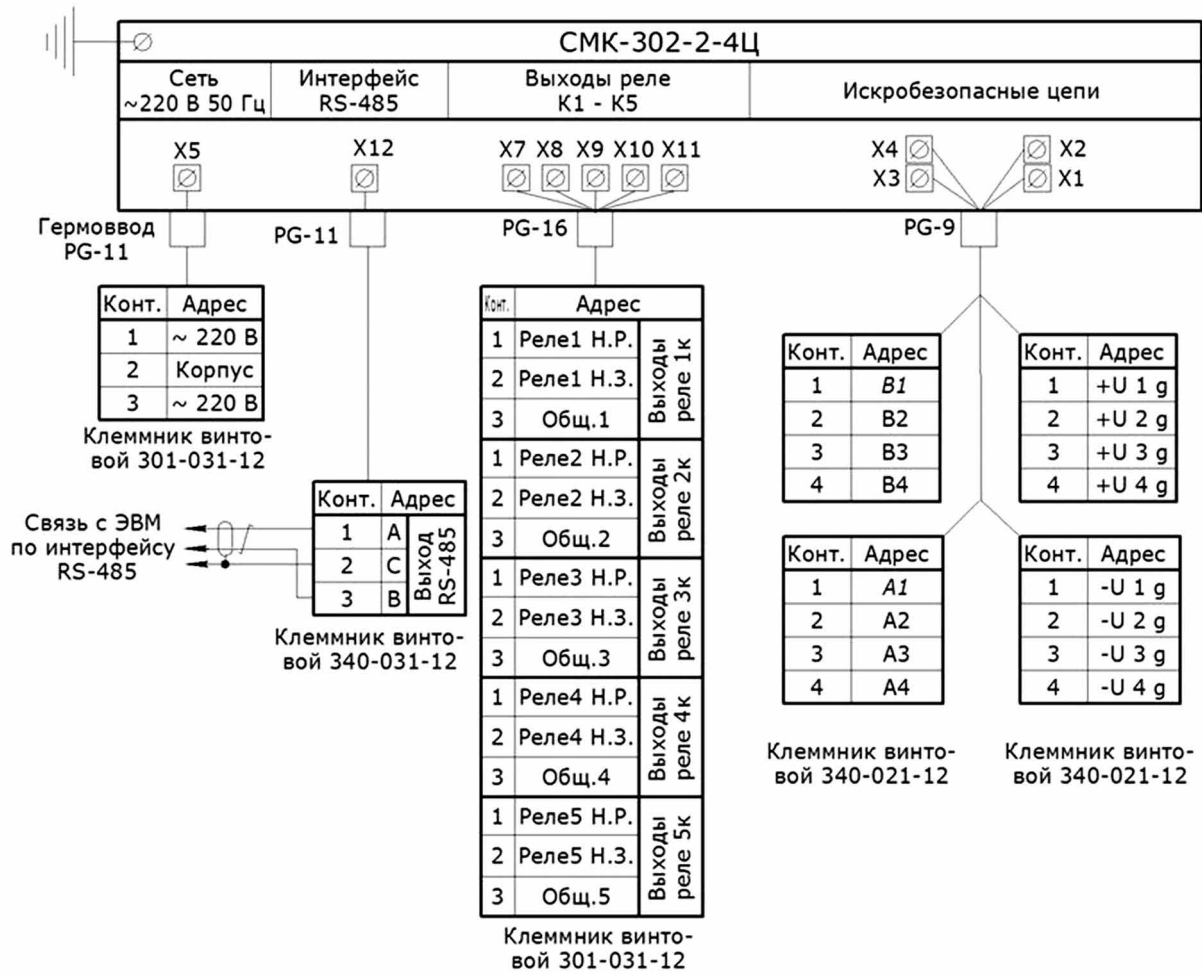 СМК-302-2-4Ц
Сеть
~220 В 50 Гц
Интерфейс
RS-485
Выходы реле
К1 - К5
Искробезопасные цепи
X5
X12
X7 X8 X9 X10 X11
X4
X3
X2
X1
Гермоввод
PG-11
PG-11
PG-16
PG-9
Конт. Адрес
1 ~ 220 В
2 Корпус
3 ~ 220 В
Клеммник винто-
вой 301-031-12
Связь с ЭВМ
по интерфейсу
RS-485
Конт. Адрес
1 А
2 С
3 В
Выход
RS-485
Клеммник винто-
вой 340-031-12
Конт. Адрес
1 Реле1 Н.Р.
2 Реле1 Н.З.
3 Общ.1
Выходы
реле 1к
1 Реле2 Н.Р.
2 Реле2 Н.З.
3 Общ.2
Выходы
реле 2к
1 Реле3 Н.Р.
2 Реле3 Н.З.
3 Общ.3
Выходы
реле 3к
1 Реле4 Н.Р.
2 Реле4 Н.З.
3 Общ.4
Выходы
реле 4к
1 Реле5 Н.Р.
2 Реле5 Н.З.
3 Общ.5
Выходы
реле 5к
Клеммник винто-
вой 301-031-12
Конт. Адрес
1 В1
2 В2
3 В3
4 В4
Конт. Адрес
1 +U 1 g
2 +U 2 g
3 +U 3 g
4 +U 4 g
Конт. Адрес
1 А1
2 А2
3 А3
4 А4
Конт. Адрес
1 -U 1 g
2 -U 2 g
3 -U 3 g
4 -U 4 g
Клеммник винто-
вой 340-021-12
Клеммник винто-
вой 340-021-12